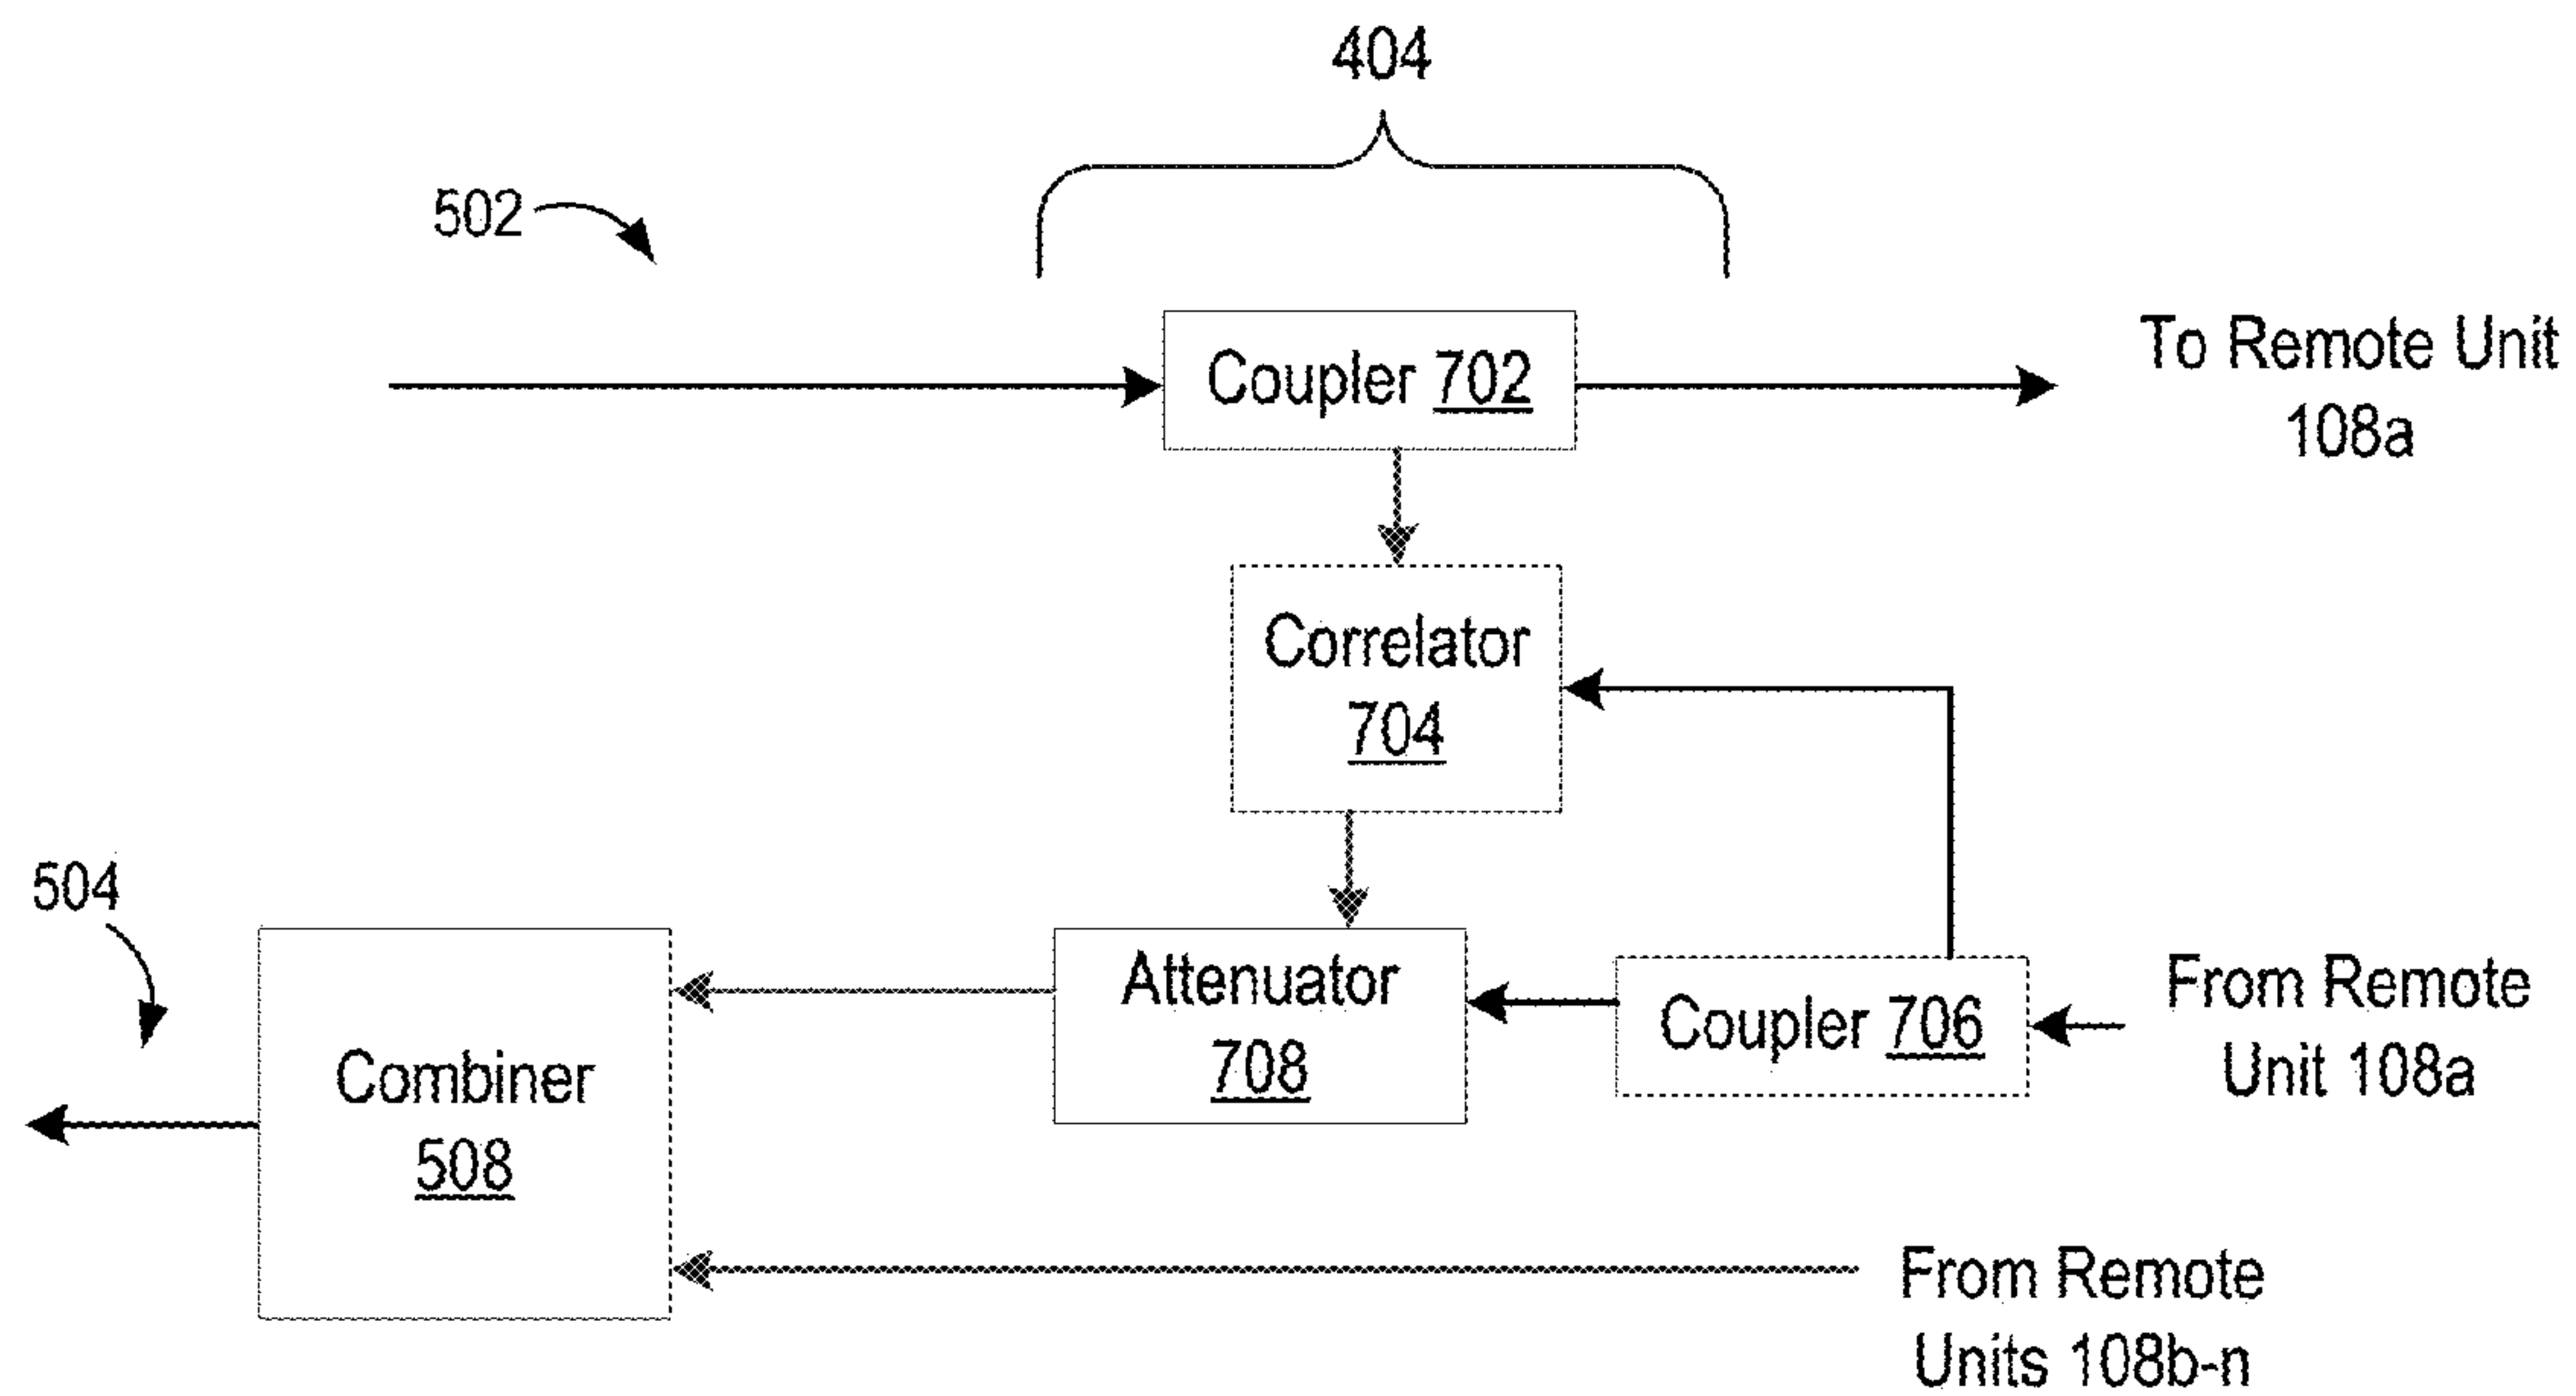 404
502
Coupler 702
To Remote Unit
108a
Correlator
704
504
Attenuator
708
Coupler 706
From Remote
Unit 108a
Combiner
508
From Remote
Units 108b-n